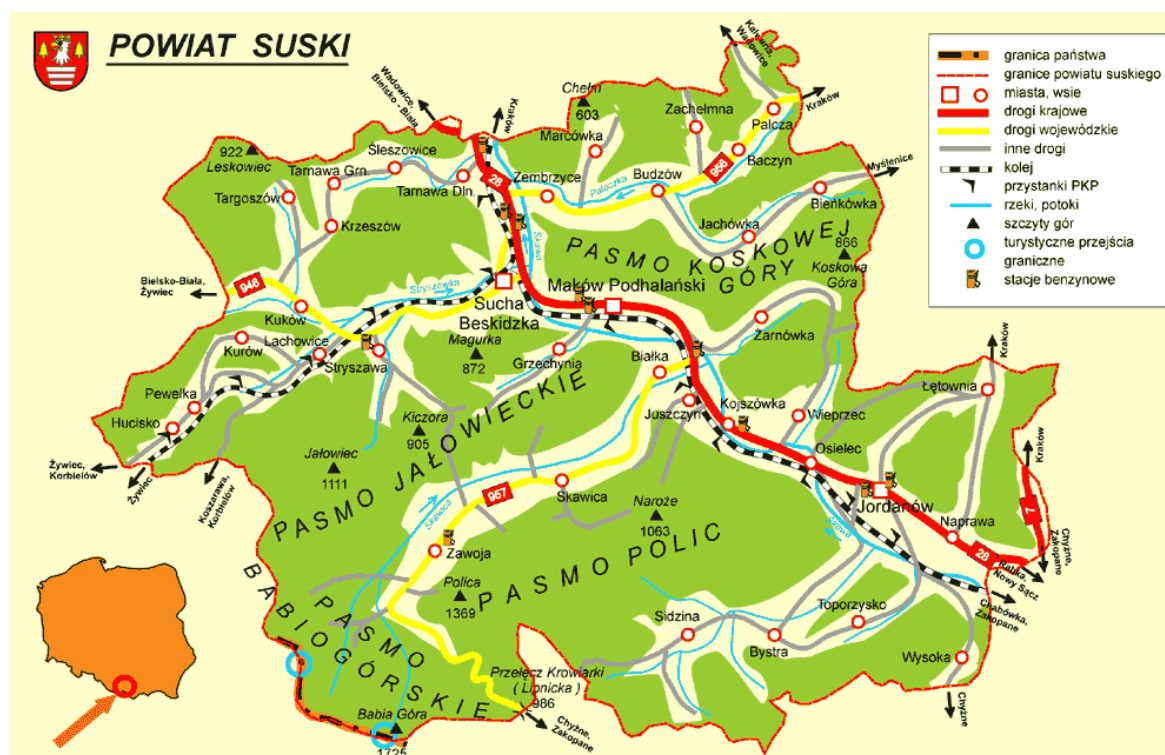 POWIAT SUSKI
granica państwa
granice powiatu suskiego
miasta, wsie
drogi krajowe
drogi wojewódzkie
inne drogi
kolej
przystanki PKP
rzeki, potoki
szczyty gór
turystyczne przejścia
graniczne
stacje benzynowe
Kalwaria,
Wadowice
Wadowice,
Bielsko - Biała
Kraków
Chełm
603
Zachełmna
Kraków
Palcza
Marcówka
956
Baczyn
Myślenice
922
Leskowiec
Śleszowice
Tarnawa Grn.
Tarnawa Dln.
28
Zembrzyce
Paleczka
Budzów
Bieńkówka
Targoszów
Krzeszów
Jachówka
Skawa
PASMO KOSKOWEJ
GÓRY
866
Koskowa
Góra
Bielsko-Biała,
Żywiec
946
Stryszówka
Sucha
Beskidzka
Maków Podhalański
Kuków
Żarnówka
Lachowice
Kurów
Stryszawa
Magurka
872
Grzechynia
Białka
Kraków
Pewelka
Łętownia
Hucisko
Kiczora
905
Juszczyn
Kojszówka
Wieprzec
Osielec
Żywiec,
Korbielów
Żywiec
Koszarawa,
Korbielów
Jałowiec
1111
PASMO JAŁOWIECKIE
Kraków
7
Skawica
957
Skawica
Naroże
1063
Jordanów
Skawa
Naprawa
28
Chyżne,
Zakopane
Rabka,
Nowy Sącz
Zawoja
PASMO POLIC
Polica
1369
Chabówka,
Zakopane
PASMO
BABIOGÓRSKIE
Sidzina
Toporzysko
Bystra
Wysoka
Przełęcz Krowiarki
( Lipnicka )
986
Chyżne
Babia Góra
1725
Chyżne,
Zakopane